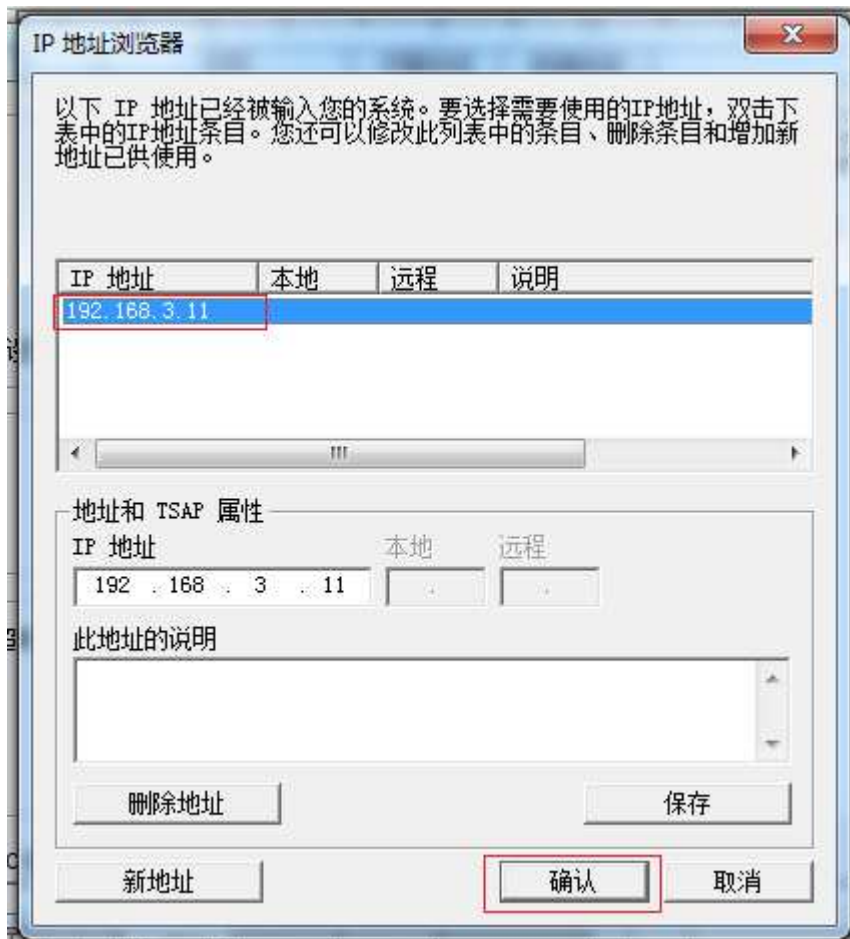 IP 地址浏览器
以下 IP 地址已经被输入您的系统。要选择需要使用的IP地址，双击下
表中的IP地址条目。您还可以修改此列表中的条目、删除条目和增加新
地址已供使用。
IP 地址 本地 远程 说明
192.168.3.11
地址和 TSAP 属性
IP 地址 本地 远程
192 . 168 . 3 . 11 . .
此地址的说明
删除地址 保存
新地址 确认 取消